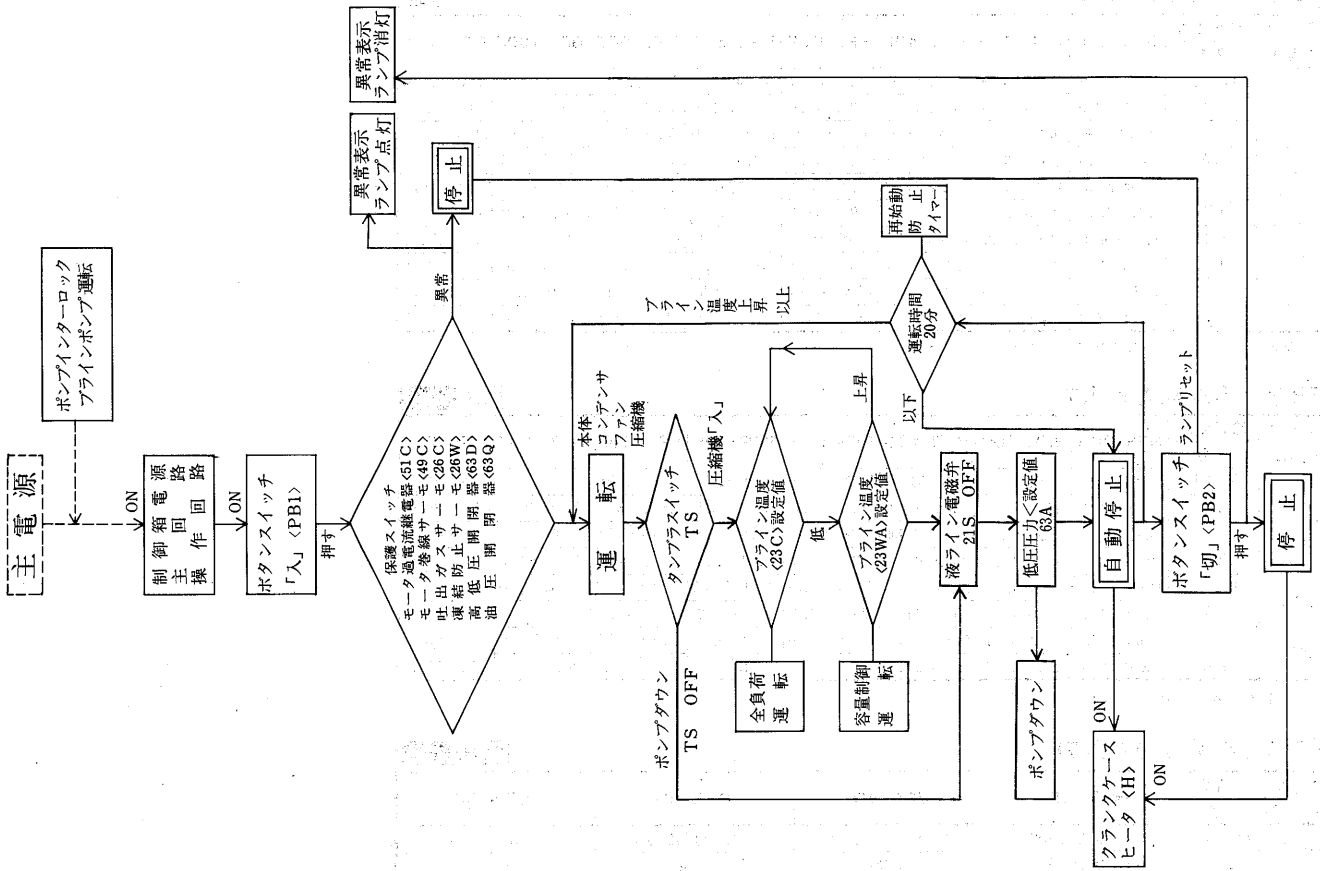 主電源
ポンプインターロック
ブラインポンプ運転
ON
制御箱電源
主回路
操作回路
ON
ボタンスイッチ
「入」<PB1>
押す
保護スイッチ
モータ過電流継電器<51C>
モータ巻線サーモ<49C>
吐出ガスサーモ<26C>
凍結防止サーモ<26W>
高低圧開閉器<63D>
油圧開閉器<63Q>
異常
異常表示
ランプ点灯
停止
異常表示
ランプ消灯
運転
本体
コンデンサ
ファン
圧縮機
タンブラスイッチ
TS
圧縮機「入」
ポンプダウン
TS OFF
ブライン温度
<23C>設定値
全負荷
運転
低
ブライン温度
<23WA>設定値
容量制御
運転
上昇
ブライン
温度上昇
以上
運転時間
20分
再始動
防止
タイマー
以下
液ライン電磁弁
21S OFF
低圧圧力<設定値
63A
ポンプダウン
自動停止
ON
クランクケース
ヒータ<H>
ON
ボタンスイッチ
「切」<PB2>
ランプリセット
押す
停止